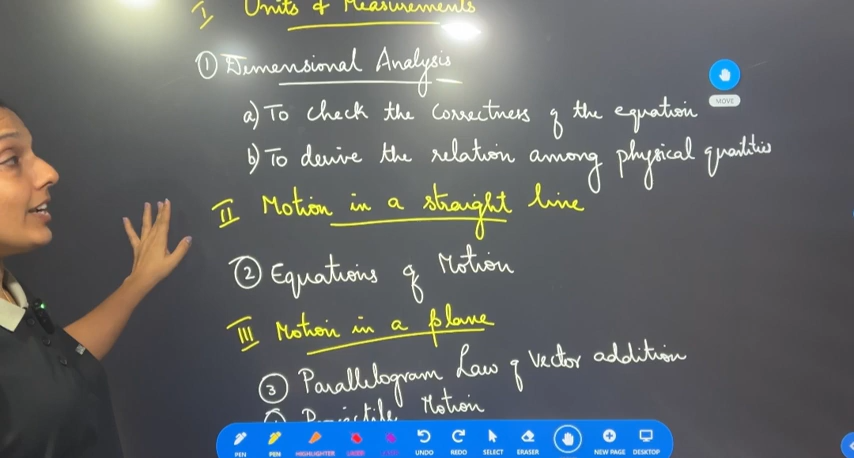 I Units & Measurements
① Dimensional Analysis
a) To check the correctness of the equation
b) To derive the relation among physical quantities
II Motion in a straight line
② Equations of Motion
III Motion in a plane
③ Parallelogram Law of Vector addition
Projectile Motion
MOVE
PEN PEN HIGHLIGHTER LASER UNDO REDO SELECT ERASER NEW PAGE DESKTOP